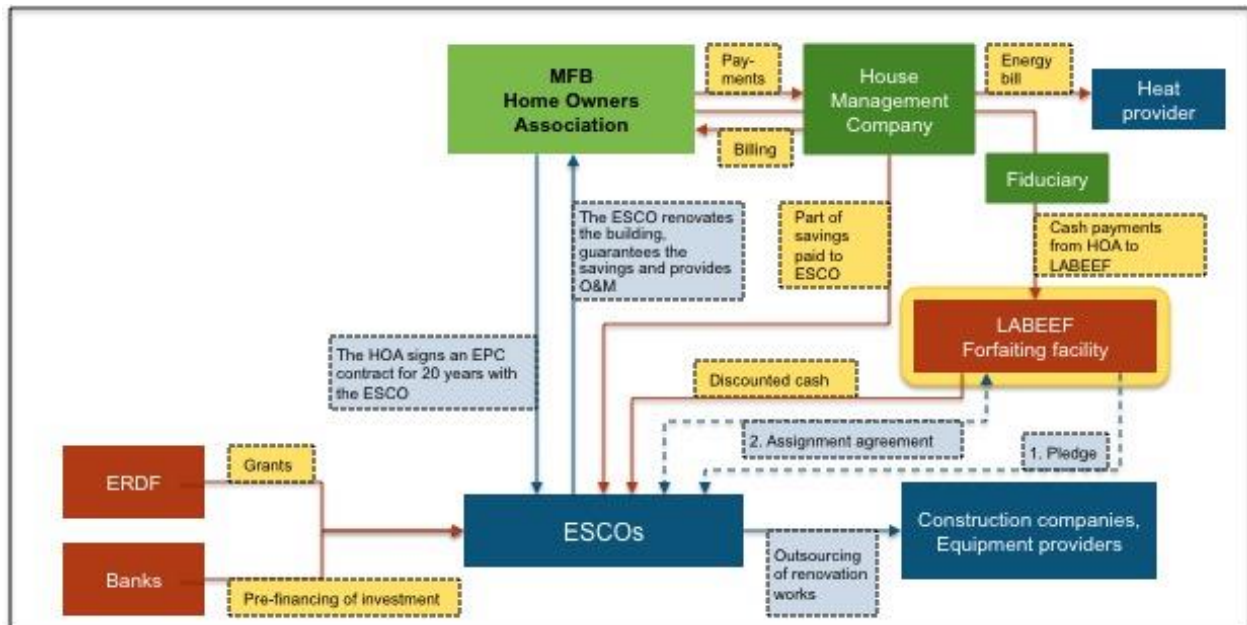 MFB
Home Owners
Association
Pay-
ments
House
Management
Company
Energy
bill
Heat
provider
Billing
Fiduciary
The ESCO renovates
the building,
guarantees the
savings and provides
O&M
Part of
savings
paid to
ESCO
Cash payments
from HOA to
LABEEF
LABEEF
Forfaiting facility
The HOA signs an EPC
contract for 20 years with
the ESCO
Discounted cash
2. Assignment agreement
1. Pledge
Grants
ERDF
ESCOs
Construction companies,
Equipment providers
Outsourcing
of renovation
works
Banks
Pre-financing of investment